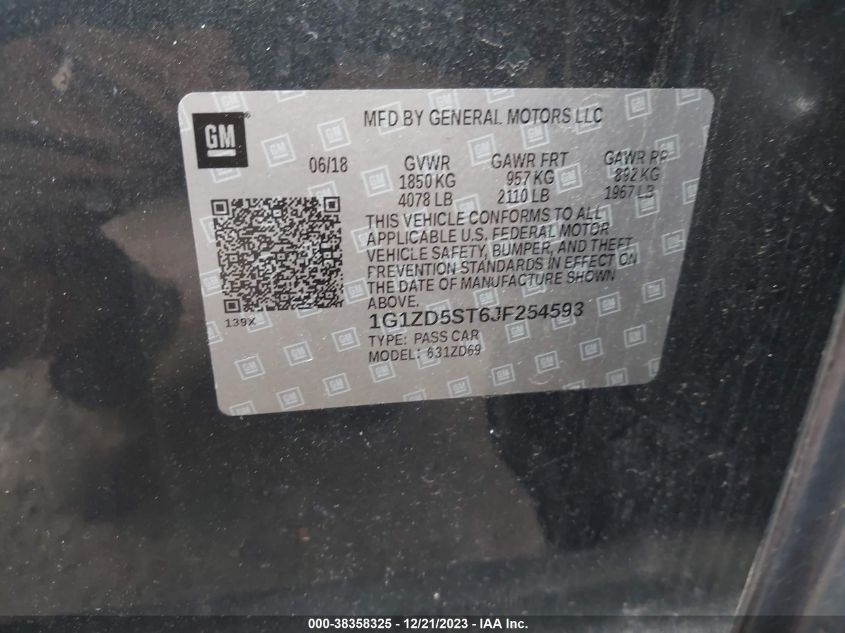 GM
MFD BY GENERAL MOTORS LLC
06/18 GVWR GAWR FRT GAWR RR
1850 KG 957 KG 892 KG
4078 LB 2110 LB 1967 LB
THIS VEHICLE CONFORMS TO ALL
APPLICABLE U.S. FEDERAL MOTOR
VEHICLE SAFETY, BUMPER, AND THEFT
PREVENTION STANDARDS IN EFFECT ON
THE DATE OF MANUFACTURE SHOWN
ABOVE.
139X
1G1ZD5ST6JF254593
TYPE: PASS CAR
MODEL: 631ZD69
000-38358325 - 12/21/2023 - IAA Inc.